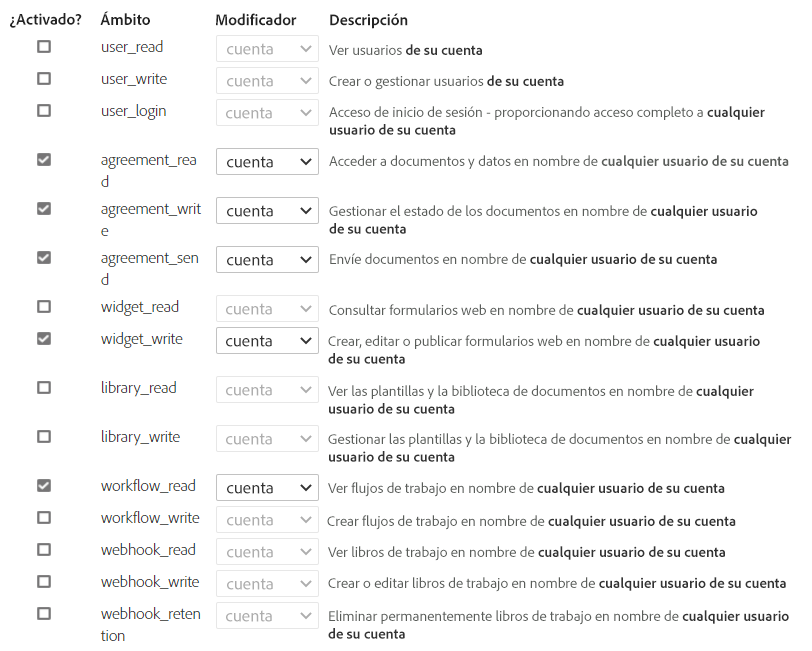 ¿Activado? Ámbito Modificador Descripción
user_read cuenta Ver usuarios de su cuenta
user_write cuenta Crear o gestionar usuarios de su cuenta
user_login cuenta Acceso de inicio de sesión - proporcionando acceso completo a cualquier
usuario de su cuenta
agreement_rea cuenta Acceder a documentos y datos en nombre de cualquier usuario de su cuenta
d
agreement_writ cuenta Gestionar el estado de los documentos en nombre de cualquier usuario
e de su cuenta
agreement_sen cuenta Envíe documentos en nombre de cualquier usuario de su cuenta
d
widget_read cuenta Consultar formularios web en nombre de cualquier usuario de su cuenta
widget_write cuenta Crear, editar o publicar formularios web en nombre de cualquier usuario
de su cuenta
library_read cuenta Ver las plantillas y la biblioteca de documentos en nombre de cualquier
usuario de su cuenta
library_write cuenta Gestionar las plantillas y la biblioteca de documentos en nombre de cualquier
usuario de su cuenta
workflow_read cuenta Ver flujos de trabajo en nombre de cualquier usuario de su cuenta
workflow_write cuenta Crear flujos de trabajo en nombre de cualquier usuario de su cuenta
webhook_read cuenta Ver libros de trabajo en nombre de cualquier usuario de su cuenta
webhook_write cuenta Crear o editar libros de trabajo en nombre de cualquier usuario de su cuenta
webhook_reten cuenta Eliminar permanentemente libros de trabajo en nombre de cualquier usuario
tion de su cuenta